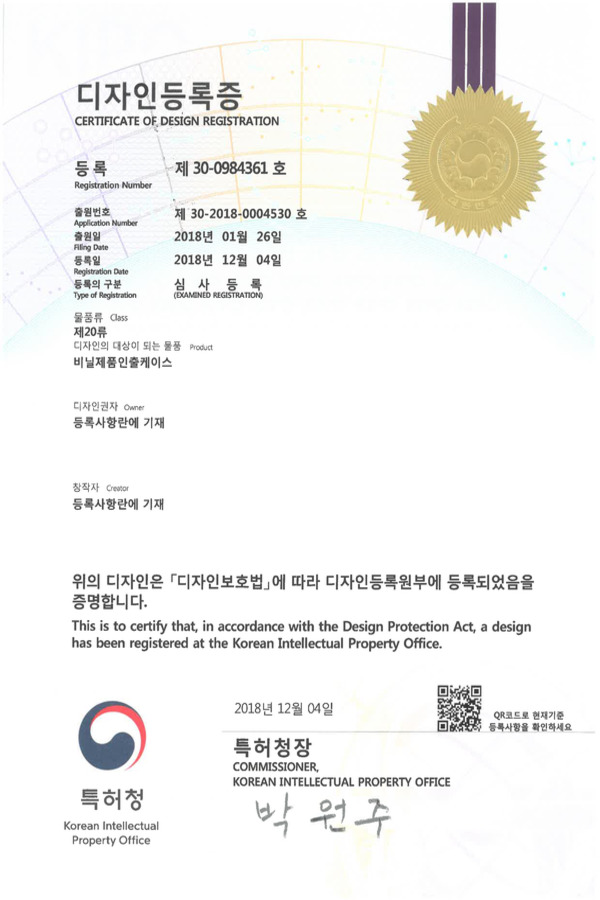 디자인등록증
CERTIFICATE OF DESIGN REGISTRATION
등록 제 30-0984361 호
Registration Number
출원번호 제 30-2018-0004530 호
Application Number
출원일 2018년 01월 26일
Filing Date
등록일 2018년 12월 04일
Registration Date
등록의 구분 심 사 등 록
Type of Registration (EXAMINED REGISTRATION)
물품류 Class
제20류
디자인의 대상이 되는 물품 Product
비닐제품인출케이스
디자인권자 Owner
등록사항란에 기재
창작자 Creator
등록사항란에 기재
위의 디자인은 「디자인보호법」에 따라 디자인등록원부에 등록되었음을
증명합니다.
This is to certify that, in accordance with the Design Protection Act, a design
has been registered at the Korean Intellectual Property Office.
2018년 12월 04일
QR코드로 현재기준
등록사항을 확인하세요
특허청장
COMMISSIONER,
KOREAN INTELLECTUAL PROPERTY OFFICE
박원주
특허청
Korean Intellectual
Property Office